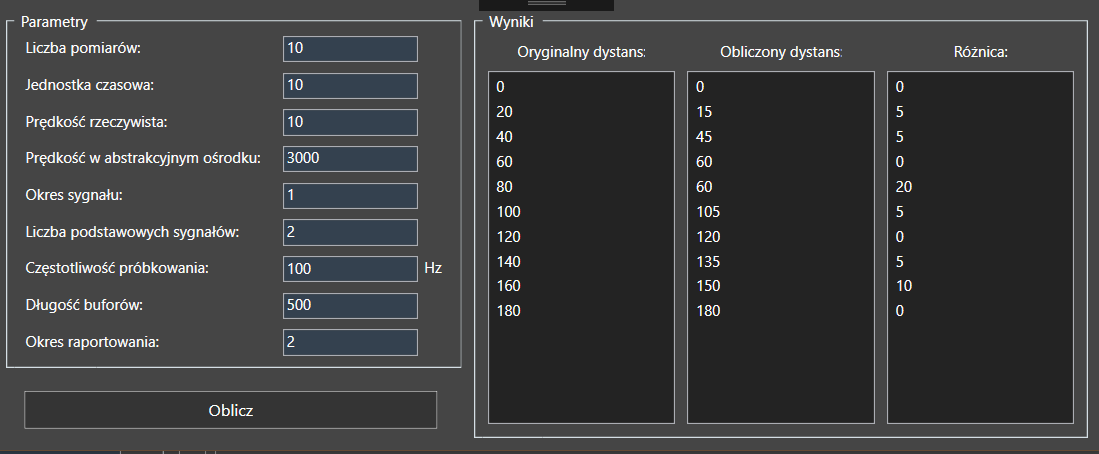 Parametry
Liczba pomiarów: 10
Jednostka czasowa: 10
Prędkość rzeczywista: 10
Prędkość w abstrakcyjnym ośrodku: 3000
Okres sygnału: 1
Liczba podstawowych sygnałów: 2
Częstotliwość próbkowania: 100 Hz
Długość buforów: 500
Okres raportowania: 2
Oblicz
Wyniki
Oryginalny dystans: Obliczony dystans: Różnica:
0 0 0
20 15 5
40 45 5
60 60 0
80 60 20
100 105 5
120 120 0
140 135 5
160 150 10
180 180 0